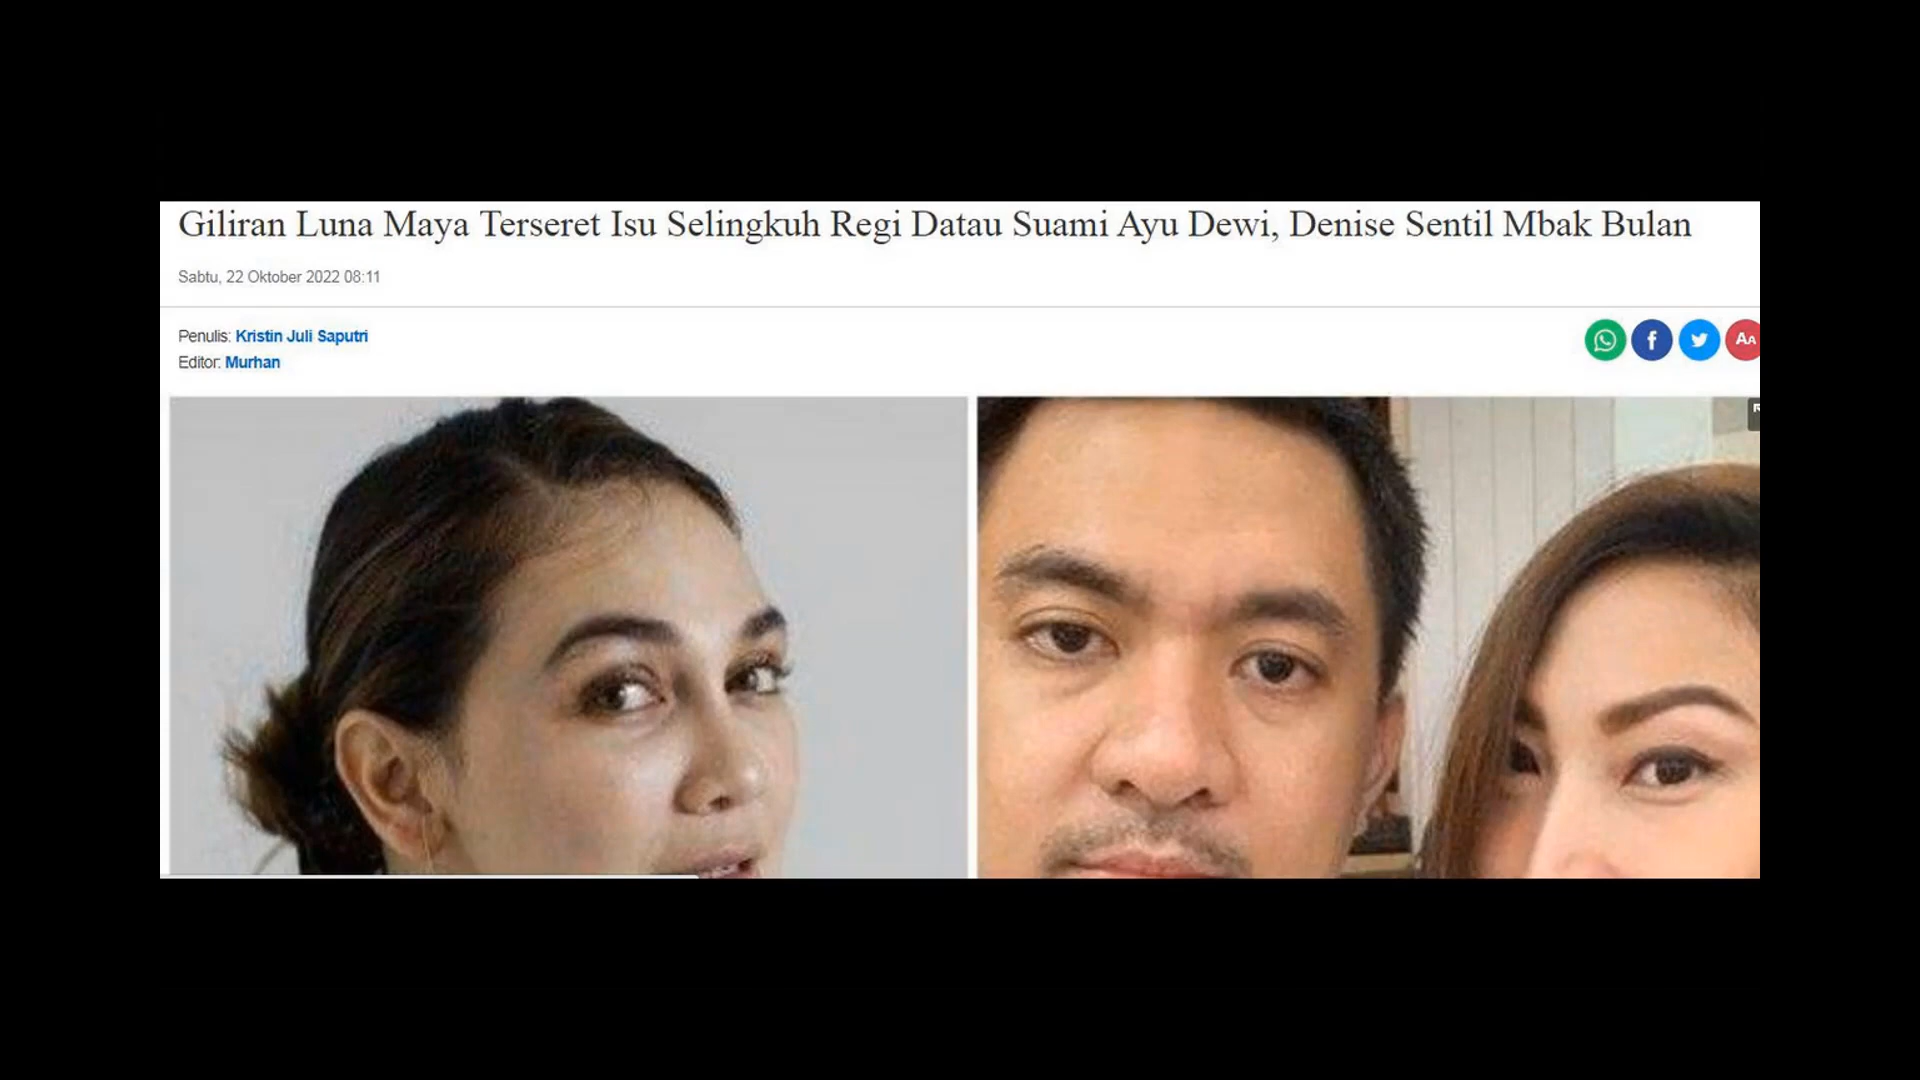 Giliran Luna Maya Terseret Isu Selingkuh Regi Datau Suami Ayu Dewi, Denise Sentil Mbak Bulan
Sabtu, 22 Oktober 2022 08:11
Penulis: Kristin Juli Saputri
Editor: Murhan
f
AA